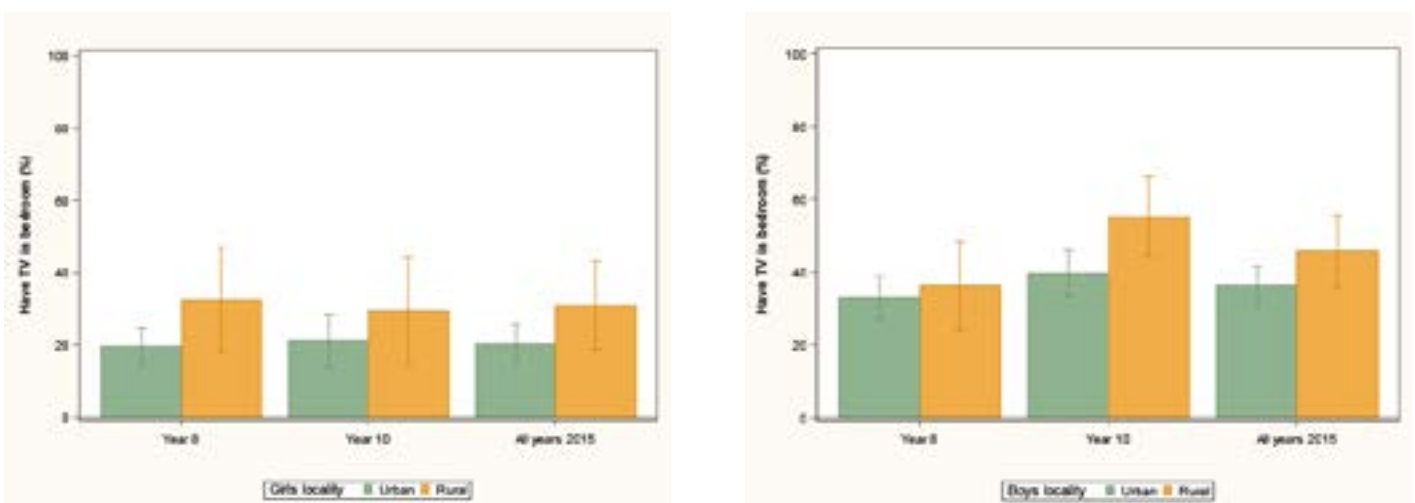 Have TV is bedroom (%)
100
80
60
40
20
0
Year 8
Year 10
All years 2015
Girls locality Urban Rural
Have TV is bedroom (%)
100
80
60
40
20
0
Year 8
Year 10
All years 2015
Boys locality Urban Rural